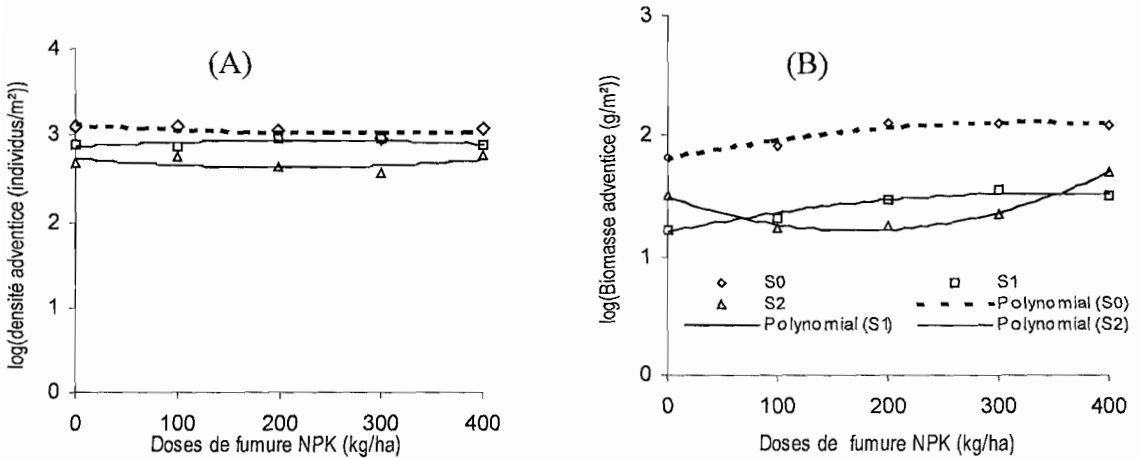 (A)
log(densité adventice (individus/m²))
4
3
2
1
0
0 100 200 300 400
Doses de fumure NPK (kg/ha)
(B)
log(Biomasse adventice (g/m²))
3
2
1
0
S0 S1
S2 Polynomial (S0)
Polynomial (S1) Polynomial (S2)
0 100 200 300 400
Doses de fumure NPK (kg/ha)